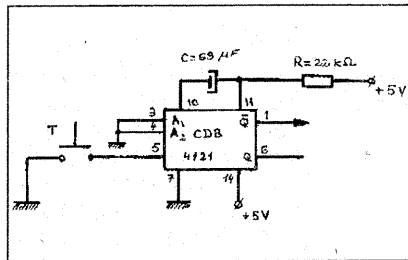 C=69 µF
R=22 kΩ
+5V
10
11
3
A₁
Q̄
1
4
A₂
CDB
T
5
4121
Q
6
7
14
+5V